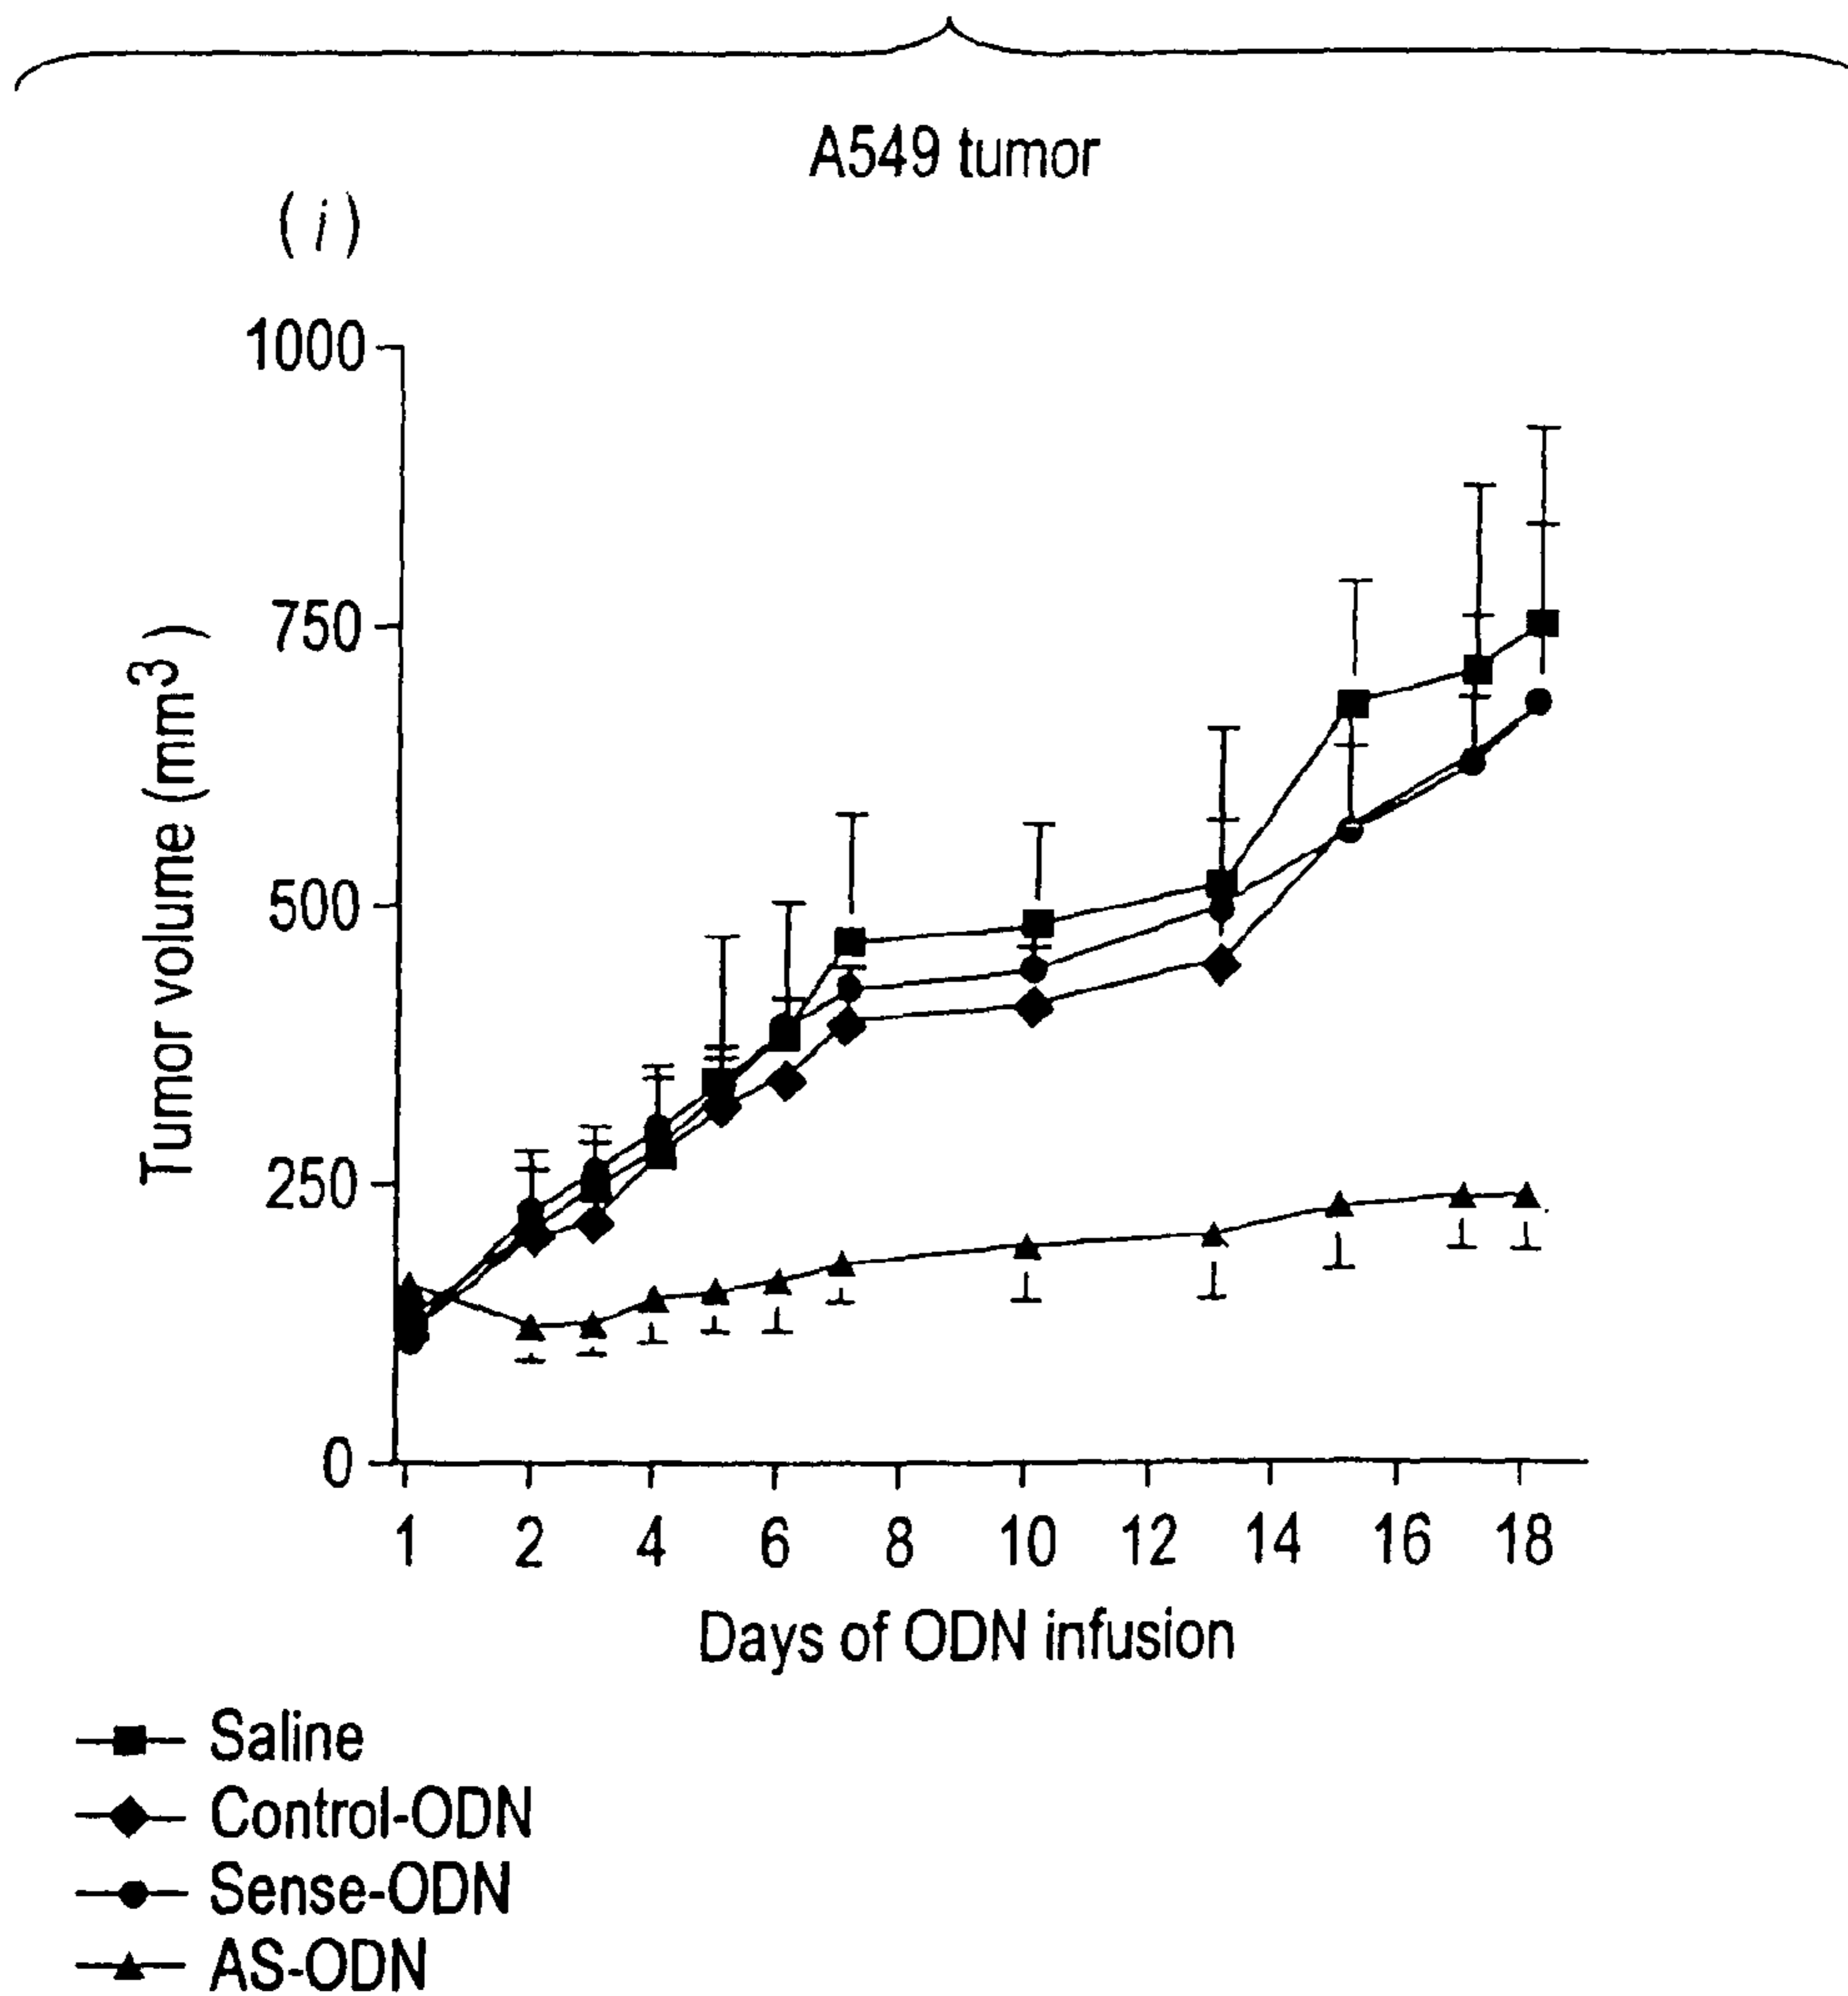 A549 tumor
(i)
1000
750
500
250
0
Tumor volume (mm³)
1 2 4 6 8 10 12 14 16 18
Days of ODN infusion
Saline
Control-ODN
Sense-ODN
AS-ODN